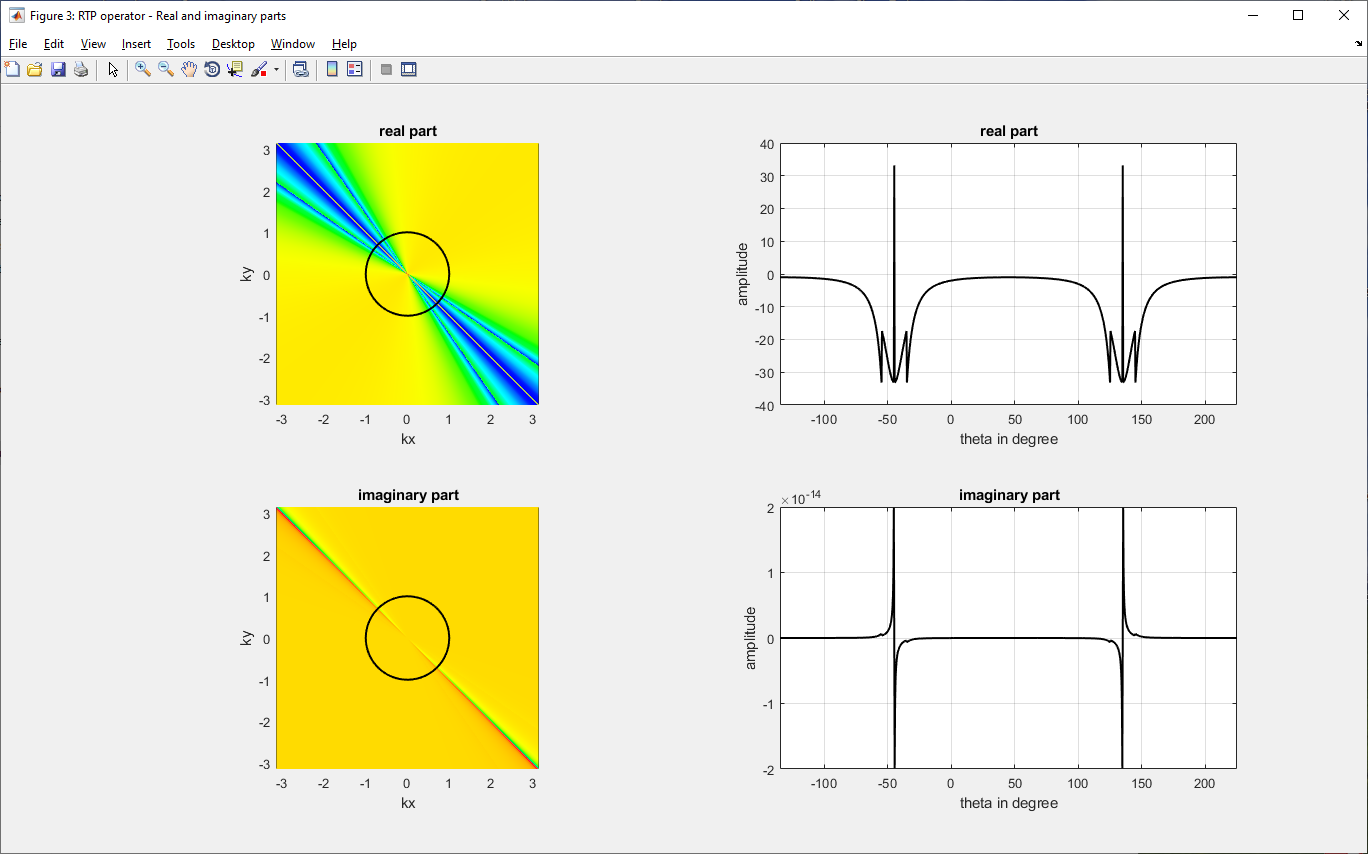 Figure 3: RTP operator - Real and imaginary parts
File Edit View Insert Tools Desktop Window Help
real part
3
2
1
0
-1
-2
-3
ky
-3 -2 -1 0 1 2 3
kx
real part
40
30
20
10
0
-10
-20
-30
-40
amplitude
-100 -50 0 50 100 150 200
theta in degree
imaginary part
3
2
1
0
-1
-2
-3
ky
-3 -2 -1 0 1 2 3
kx
imaginary part
×10^-14
2
1
0
-1
-2
amplitude
-100 -50 0 50 100 150 200
theta in degree